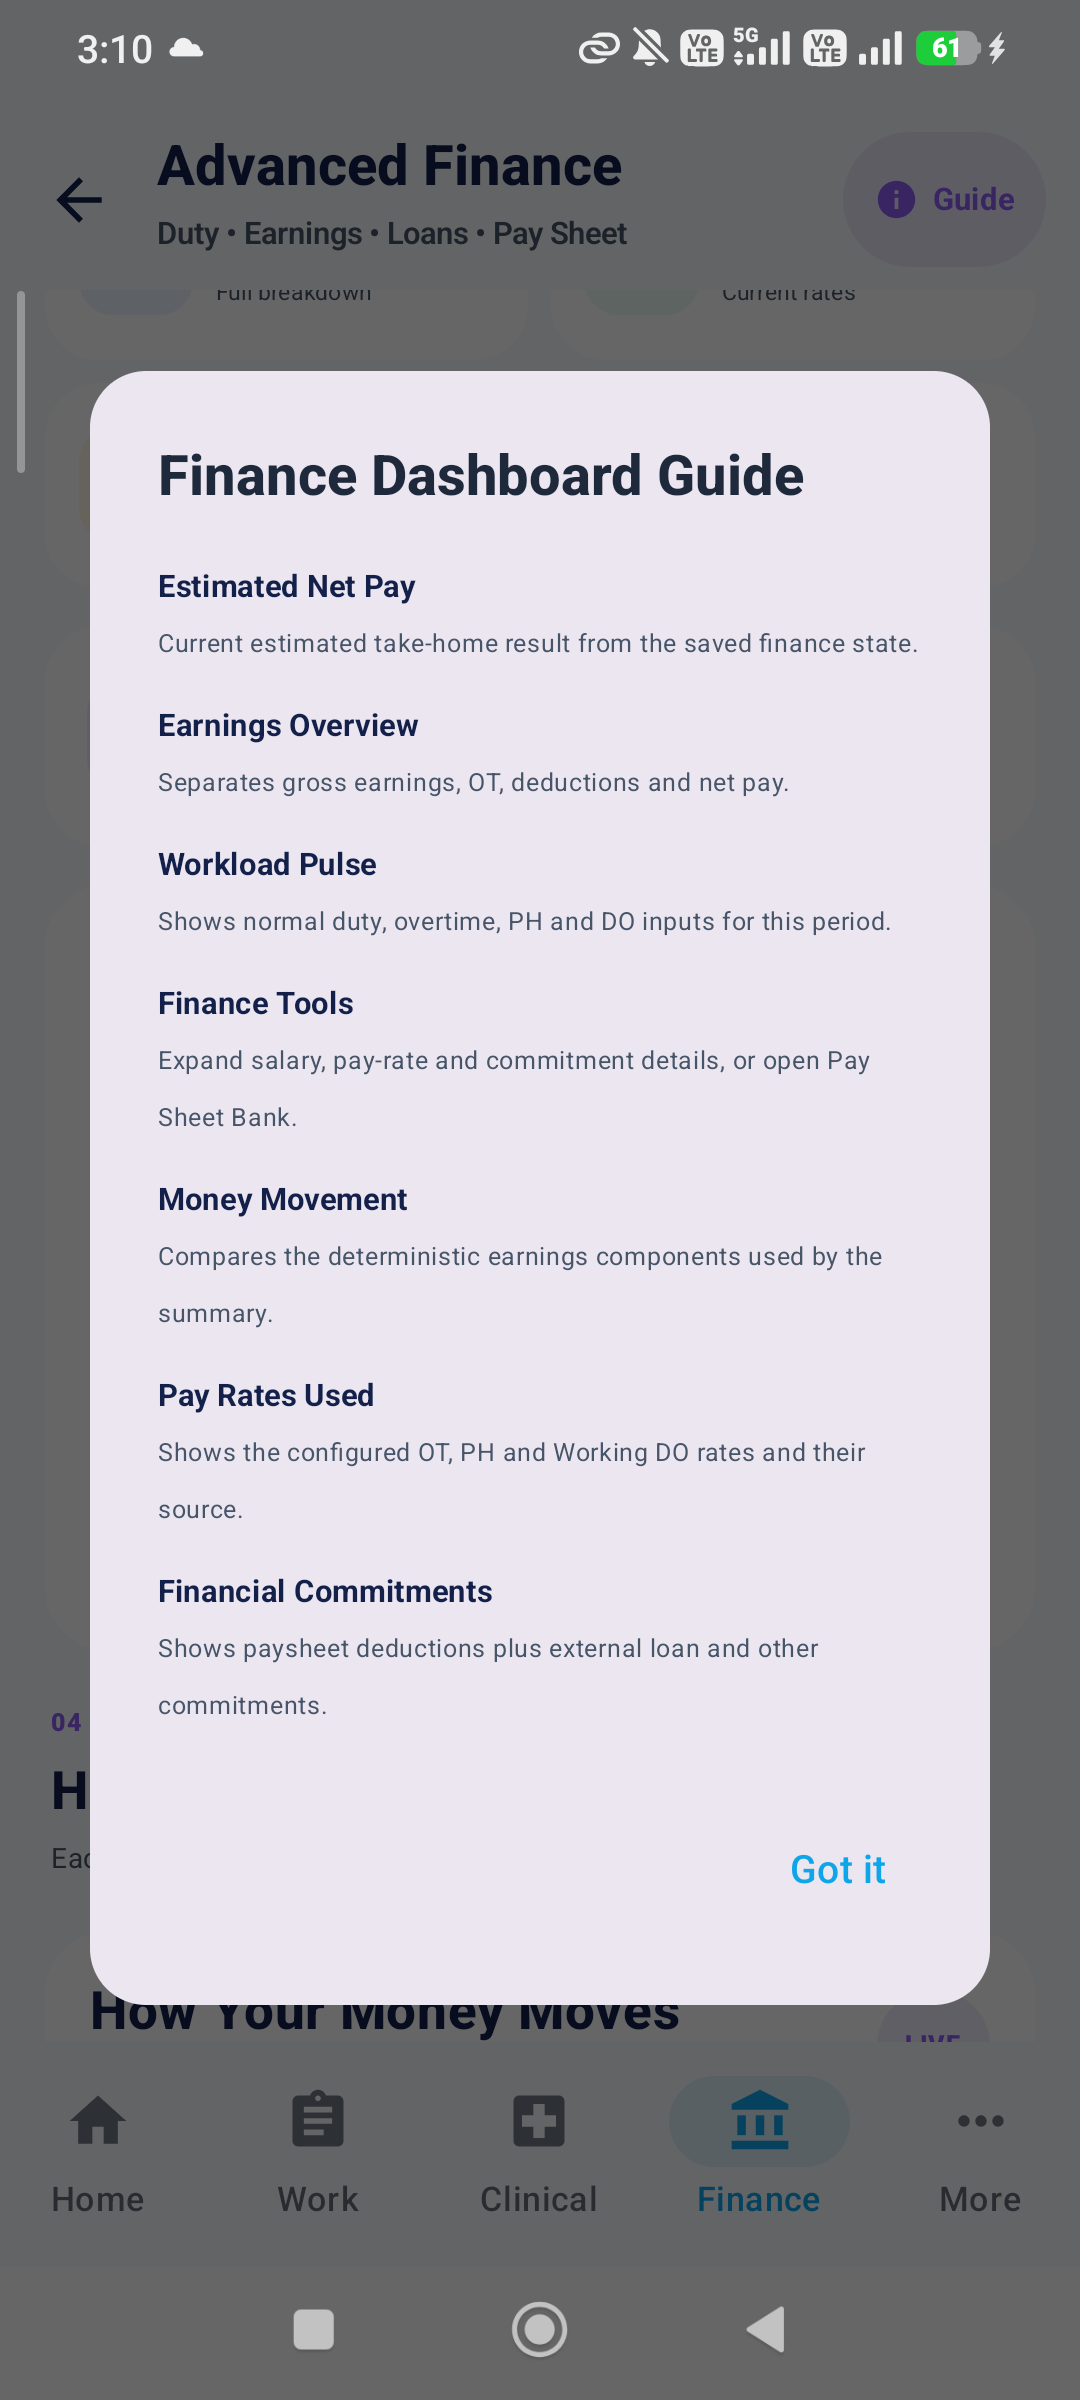 3:10
Vo LTE
5G
Vo LTE
61
Advanced Finance
Duty • Earnings • Loans • Pay Sheet
Guide
Full breakdown
Current rates
Finance Dashboard Guide
Estimated Net Pay
Current estimated take-home result from the saved finance state.
Earnings Overview
Separates gross earnings, OT, deductions and net pay.
Workload Pulse
Shows normal duty, overtime, PH and DO inputs for this period.
Finance Tools
Expand salary, pay-rate and commitment details, or open Pay
Sheet Bank.
Money Movement
Compares the deterministic earnings components used by the
summary.
Pay Rates Used
Shows the configured OT, PH and Working DO rates and their
source.
Financial Commitments
Shows paysheet deductions plus external loan and other
commitments.
04
H
Got it
How Your Money Moves
LIVE
Home
Work
Clinical
Finance
More